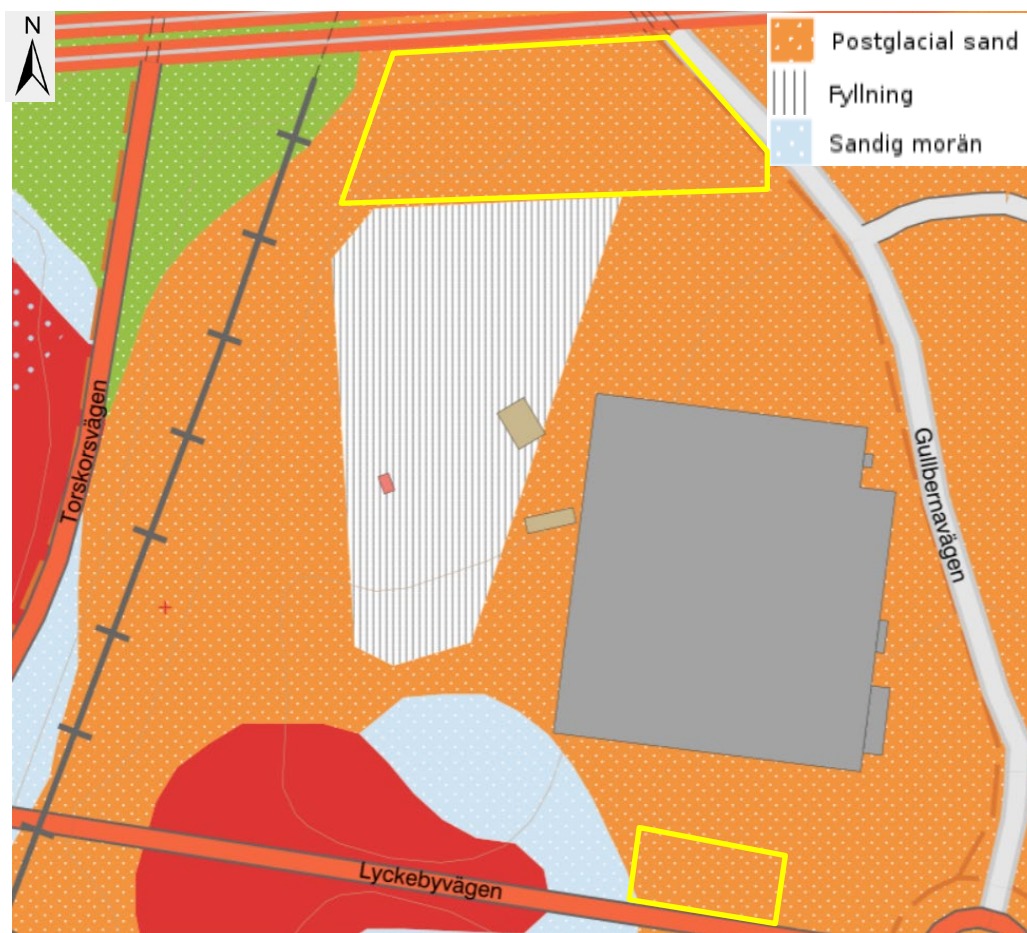 N
Postglacial sand
Fyllning
Sandig morän
Torskorsvägen
Gullbernavägen
Lyckebyvägen